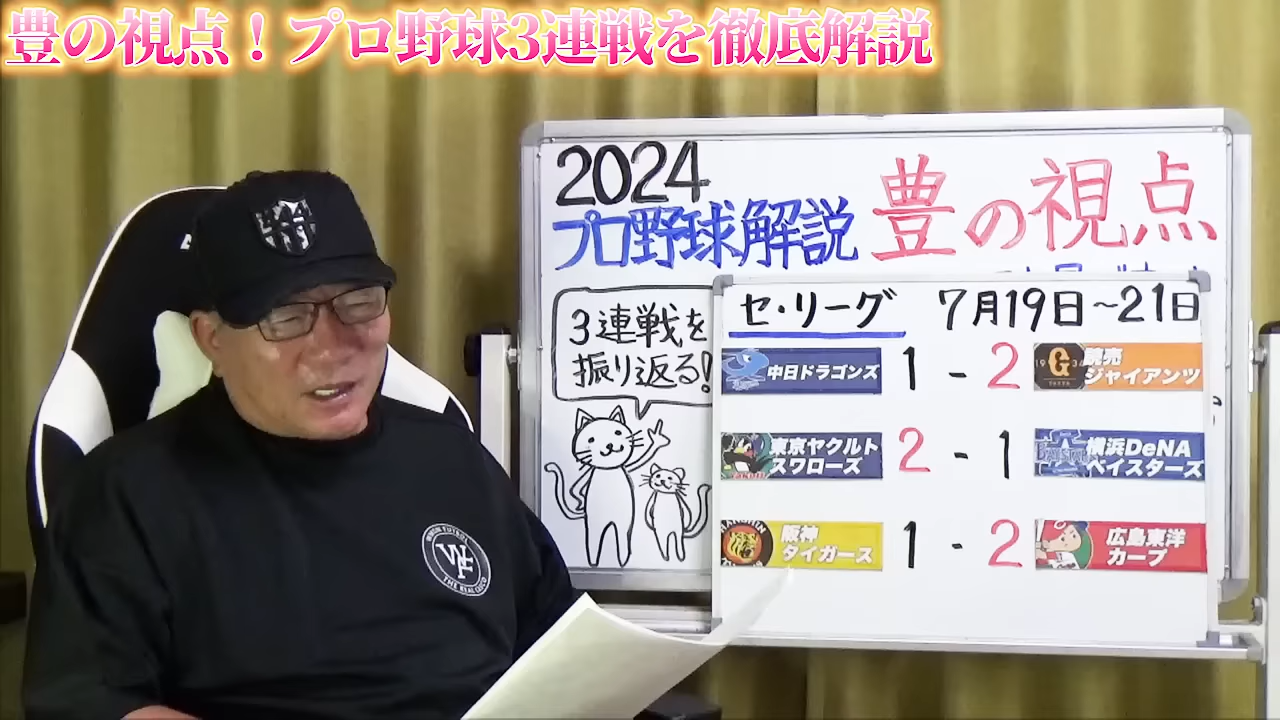 豊の視点！プロ野球3連戦を徹底解説
2024
プロ野球解説 豊の視点
3連戦を
振り返る!
セ・リーグ 7月19日～21日
中日ドラゴンズ 1 - 2 読売ジャイアンツ
東京ヤクルトスワローズ 2 - 1 横浜DeNAベイスターズ
阪神タイガース 1 - 2 広島東洋カープ